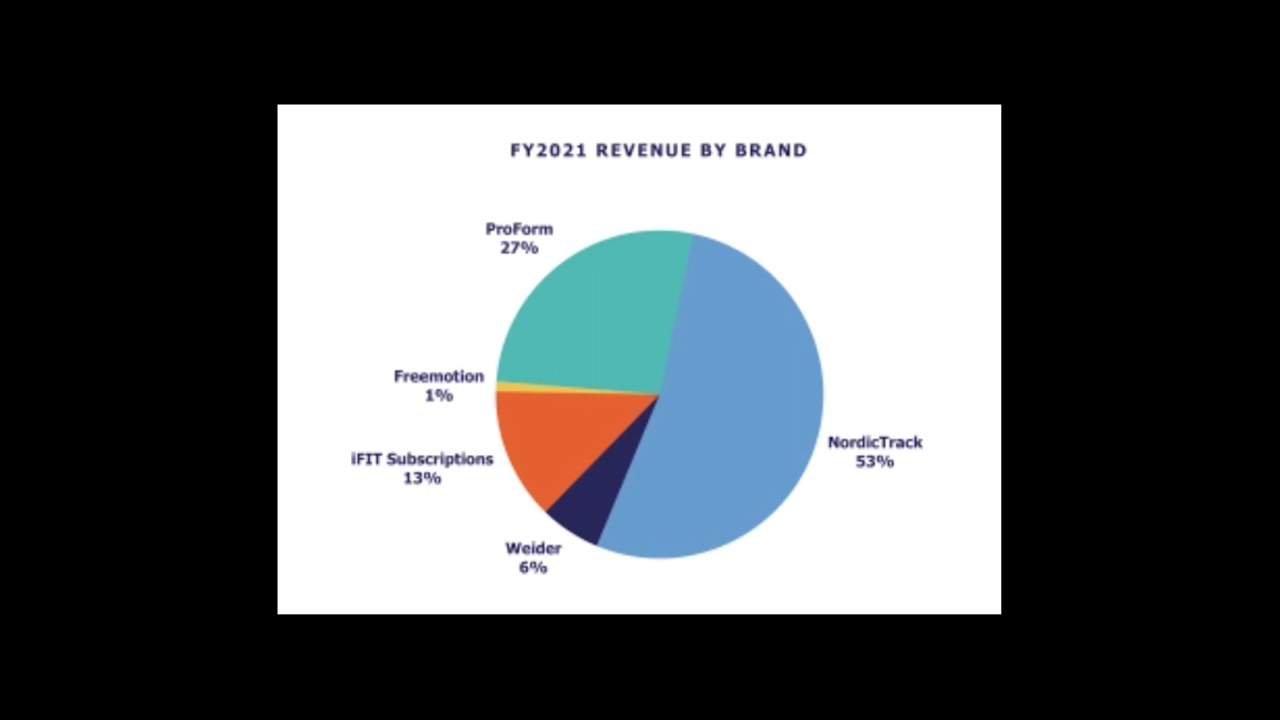 FY2021 REVENUE BY BRAND
ProForm
27%
Freemotion
1%
iFIT Subscriptions
13%
NordicTrack
53%
Weider
6%